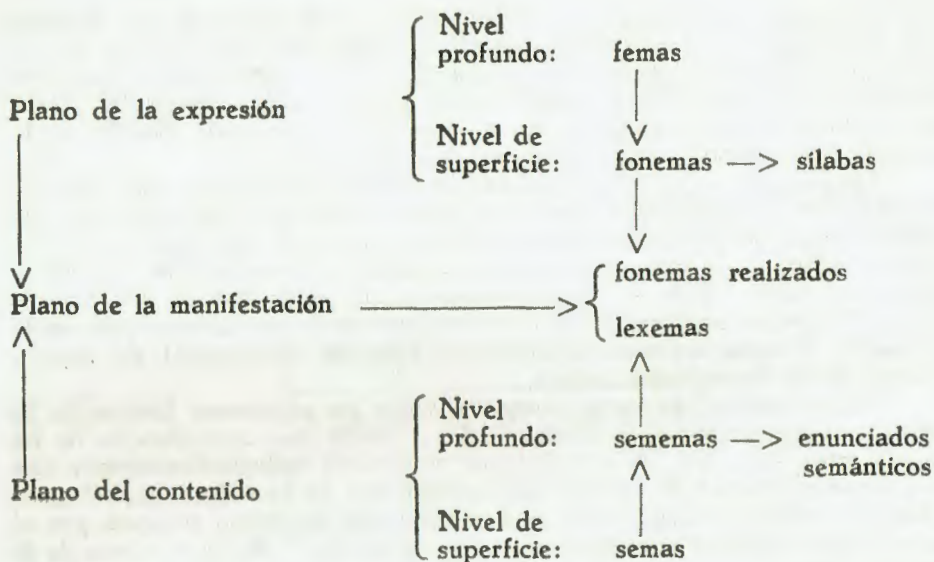 Nivel
profundo: femas
Plano de la expresión
Nivel de
superficie: fonemas —> sílabas
fonemas realizados
Plano de la manifestación
lexemas
Nivel
profundo: sememas —> enunciados
semánticos
Plano del contenido
Nivel de
superficie: semas